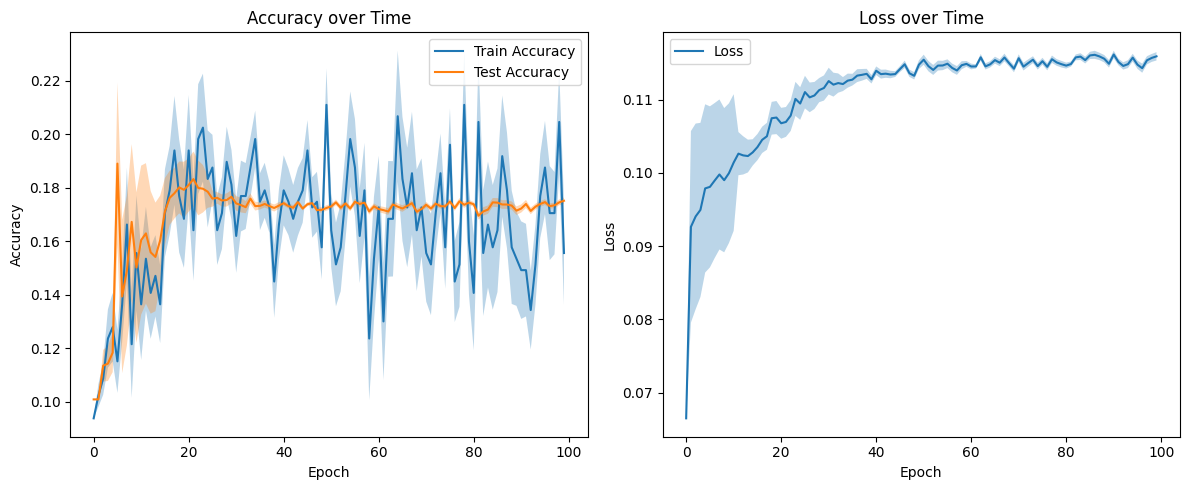 Accuracy over Time
Train Accuracy
Test Accuracy
Accuracy
0.22
0.20
0.18
0.16
0.14
0.12
0.10
0
20
40
60
80
100
Epoch
Loss over Time
Loss
Loss
0.11
0.10
0.09
0.08
0.07
0
20
40
60
80
100
Epoch